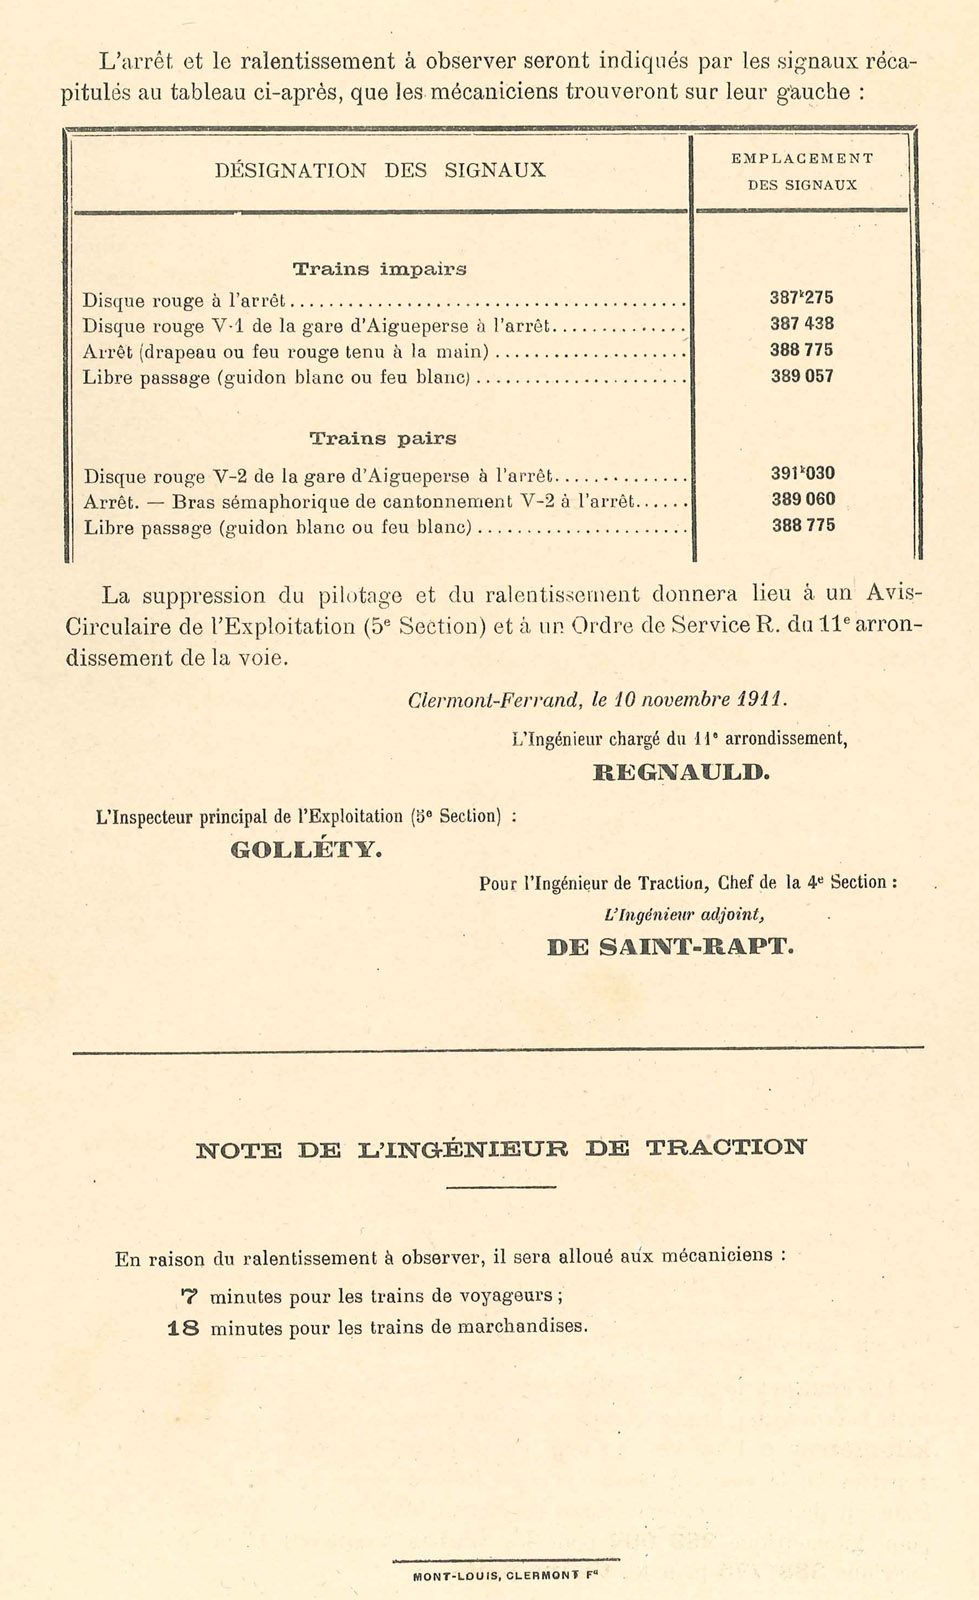 L'arrêt et le ralentissement à observer seront indiqués par les signaux réca-
pitulés au tableau ci-après, que les mécaniciens trouveront sur leur gauche :
DÉSIGNATION DES SIGNAUX
EMPLACEMENT
DES SIGNAUX
Trains impairs
Disque rouge à l'arrêt........................................ 387ᵏ275
Disque rouge V-1 de la gare d'Aigueperse à l'arrêt.............. 387 438
Arrêt (drapeau ou feu rouge tenu à la main).................... 388 775
Libre passage (guidon blanc ou feu blanc)...................... 389 057
Trains pairs
Disque rouge V-2 de la gare d'Aigueperse à l'arrêt.............. 391ᵏ030
Arrêt. — Bras sémaphorique de cantonnement V-2 à l'arrêt...... 389 060
Libre passage (guidon blanc ou feu blanc)...................... 388 775
La suppression du pilotage et du ralentissement donnera lieu à un Avis-
Circulaire de l'Exploitation (5ᵉ Section) et à un Ordre de Service R. du 11ᵉ arron-
dissement de la voie.
Clermont-Ferrand, le 10 novembre 1911.
L'Ingénieur chargé du 11ᵉ arrondissement,
REGNAULD.
L'Inspecteur principal de l'Exploitation (5ᵉ Section) :
GOLLÉTY.
Pour l'Ingénieur de Traction, Chef de la 4ᵉ Section :
L'Ingénieur adjoint,
DE SAINT-RAPT.
NOTE DE L'INGÉNIEUR DE TRACTION
En raison du ralentissement à observer, il sera alloué aux mécaniciens :
7 minutes pour les trains de voyageurs ;
18 minutes pour les trains de marchandises.
MONT-LOUIS, CLERMONT Fᵈ